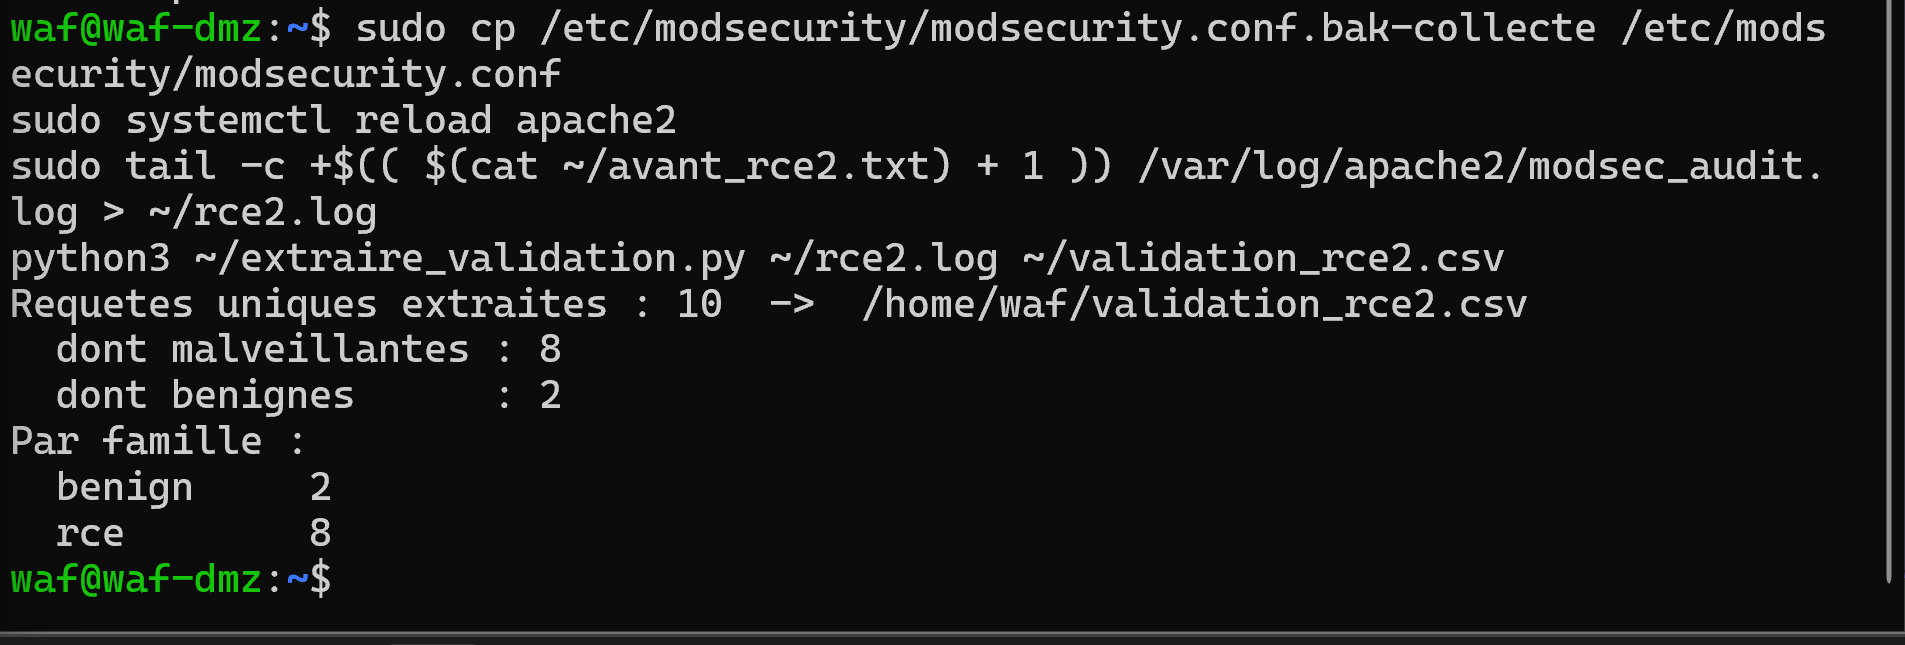 waf@waf-dmz:~$ sudo cp /etc/modsecurity/modsecurity.conf.bak-collecte /etc/mods
ecurity/modsecurity.conf
sudo systemctl reload apache2
sudo tail -c +$(( $(cat ~/avant_rce2.txt) + 1 )) /var/log/apache2/modsec_audit.
log > ~/rce2.log
python3 ~/extraire_validation.py ~/rce2.log ~/validation_rce2.csv
Requetes uniques extraites : 10  ->  /home/waf/validation_rce2.csv
  dont malveillantes : 8
  dont benignes      : 2
Par famille :
  benign     2
  rce        8
waf@waf-dmz:~$